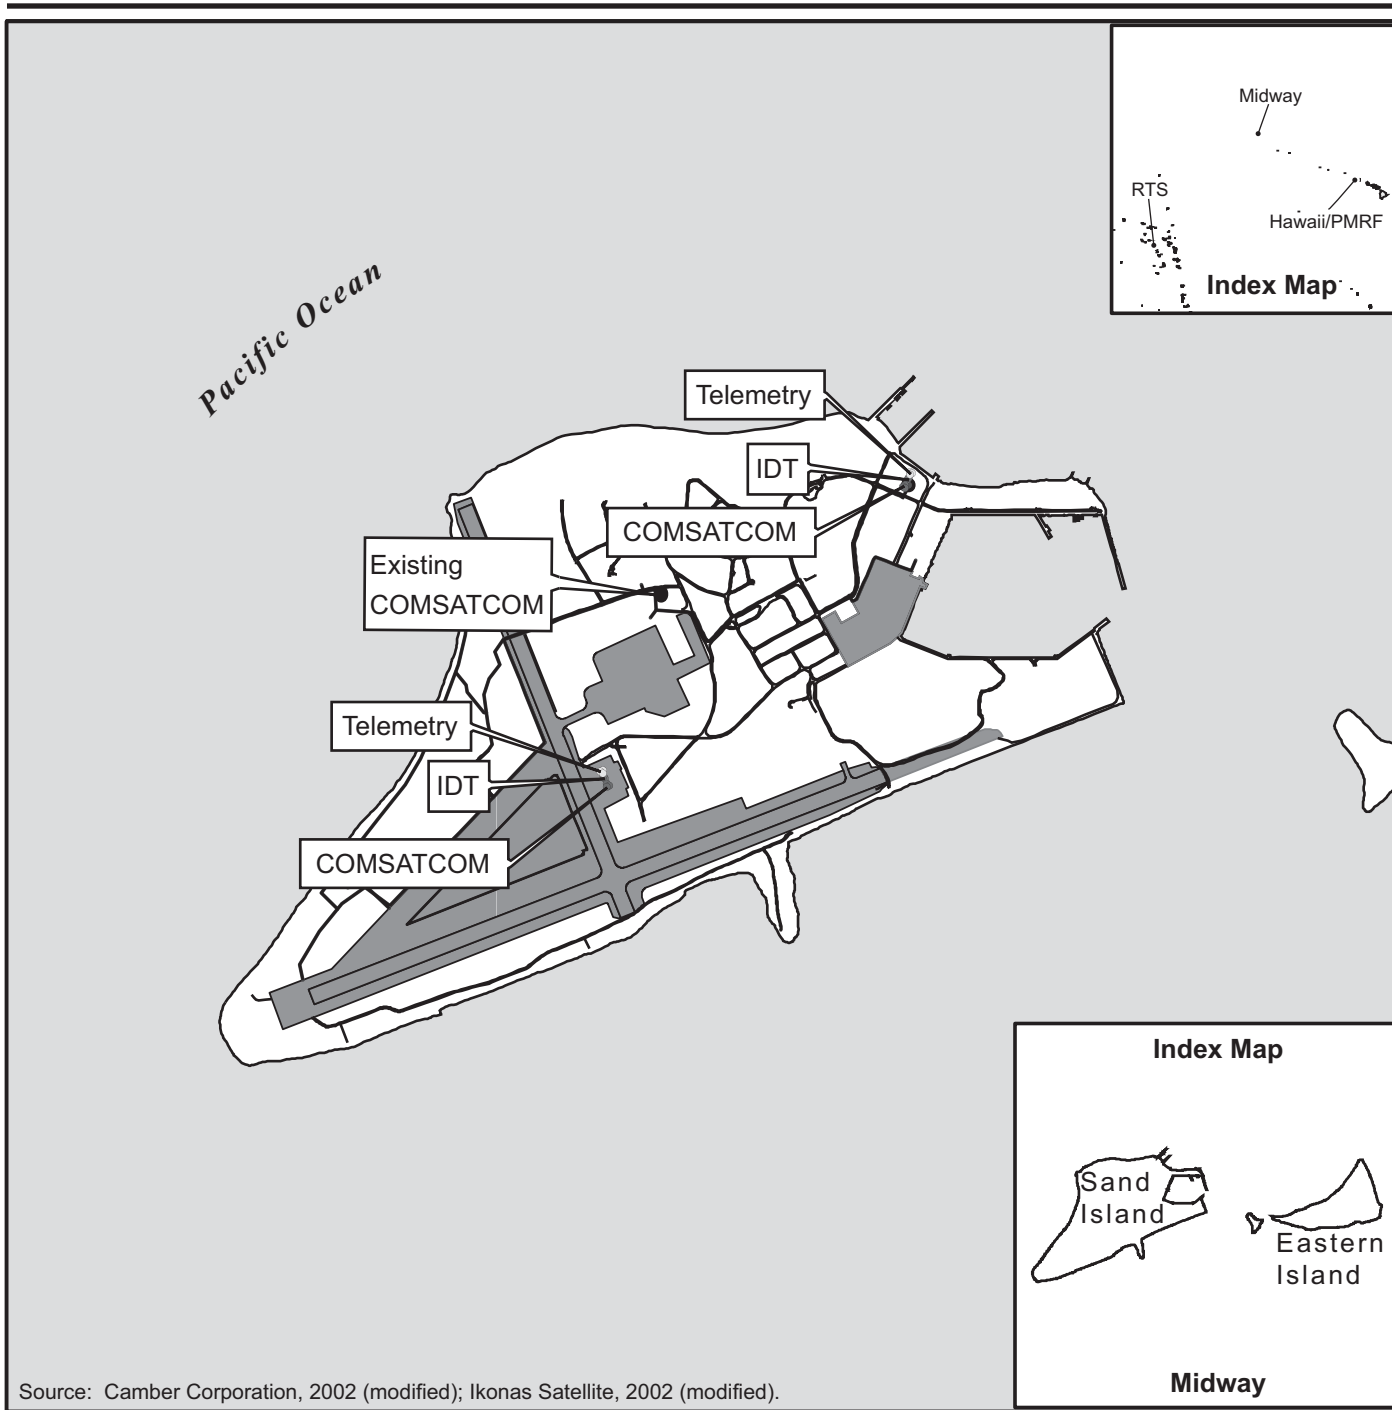 Midway
RTS
Hawaii/PMRF
Index Map
Pacific Ocean
Telemetry
IDT
COMSATCOM
Existing
COMSATCOM
Telemetry
IDT
COMSATCOM
Index Map
Sand
Island
Eastern
Island
Midway
Source: Camber Corporation, 2002 (modified); Ikonas Satellite, 2002 (modified).